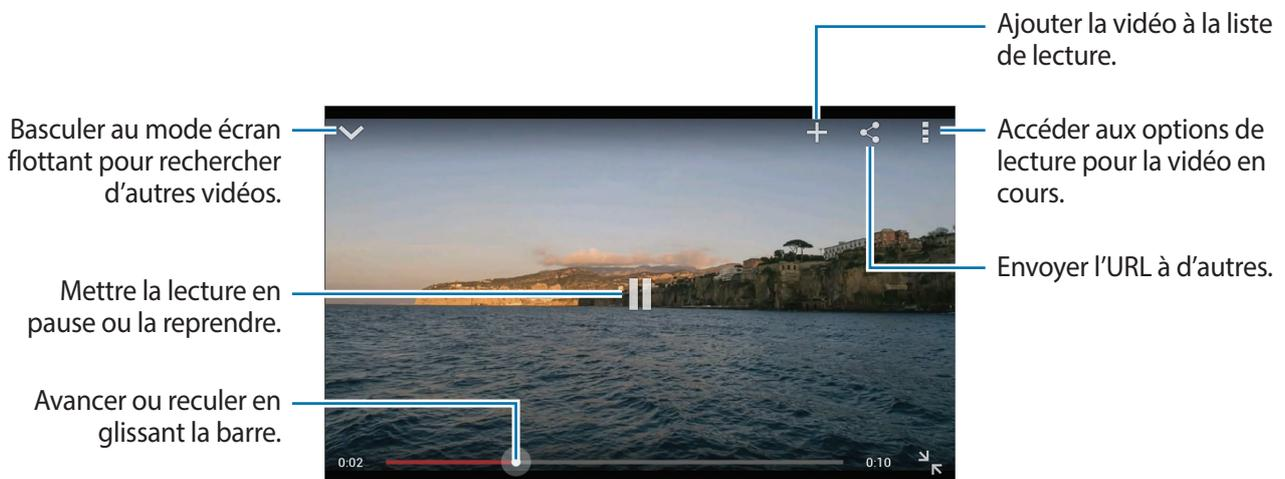 Ajouter la vidéo à la liste
de lecture.
Basculer au mode écran
flottant pour rechercher
d'autres vidéos.
Accéder aux options de
lecture pour la vidéo en
cours.
Envoyer l'URL à d'autres.
Mettre la lecture en
pause ou la reprendre.
Avancer ou reculer en
glissant la barre.
0:02
0:10